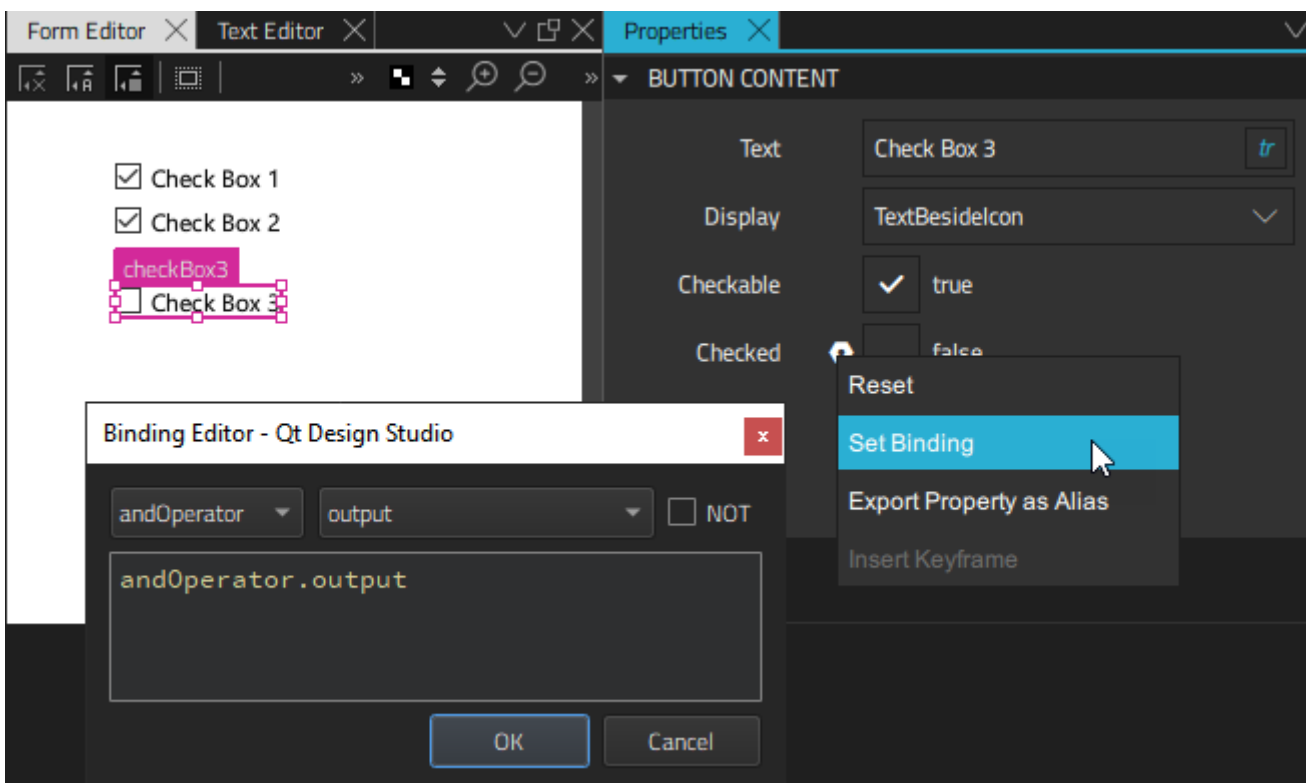 Form Editor
Text Editor
Properties
BUTTON CONTENT
Text
Check Box 3
tr
Display
TextBesideIcon
Checkable
true
Checked
false
Check Box 1
Check Box 2
checkBox3
Check Box 3
Reset
Set Binding
Export Property as Alias
Insert Keyframe
Binding Editor - Qt Design Studio
andOperator
output
NOT
andOperator.output
OK
Cancel